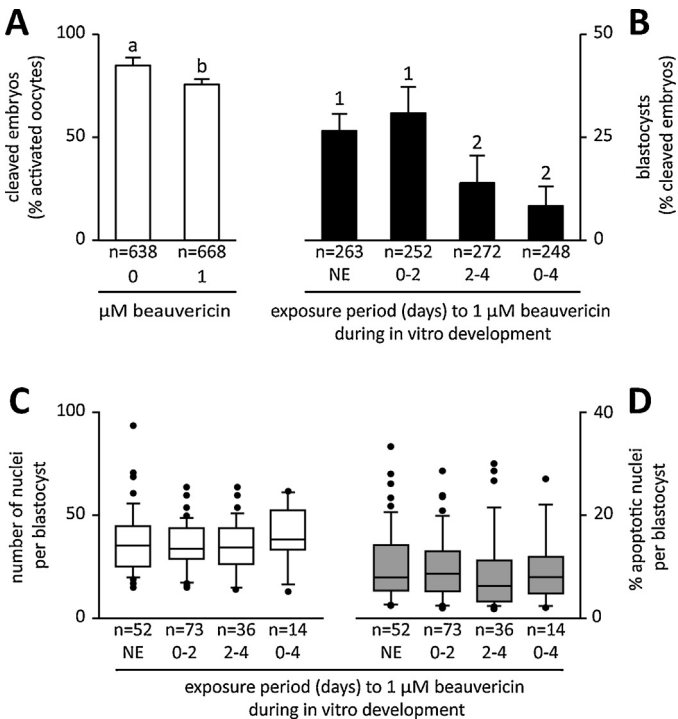 A
100
50
0
cleaved embryos
(% activated oocytes)
a
b
n=638
n=668
0
1
µM beauvericin
B
50
25
0
blastocysts
(% cleaved embryos)
1
1
2
2
n=263
n=252
n=272
n=248
NE
0-2
2-4
0-4
exposure period (days) to 1 µM beauvericin
during in vitro development
C
100
50
0
number of nuclei
per blastocyst
n=52
n=73
n=36
n=14
NE
0-2
2-4
0-4
D
40
20
0
% apoptotic nuclei
per blastocyst
n=52
n=73
n=36
n=14
NE
0-2
2-4
0-4
exposure period (days) to 1 µM beauvericin
during in vitro development